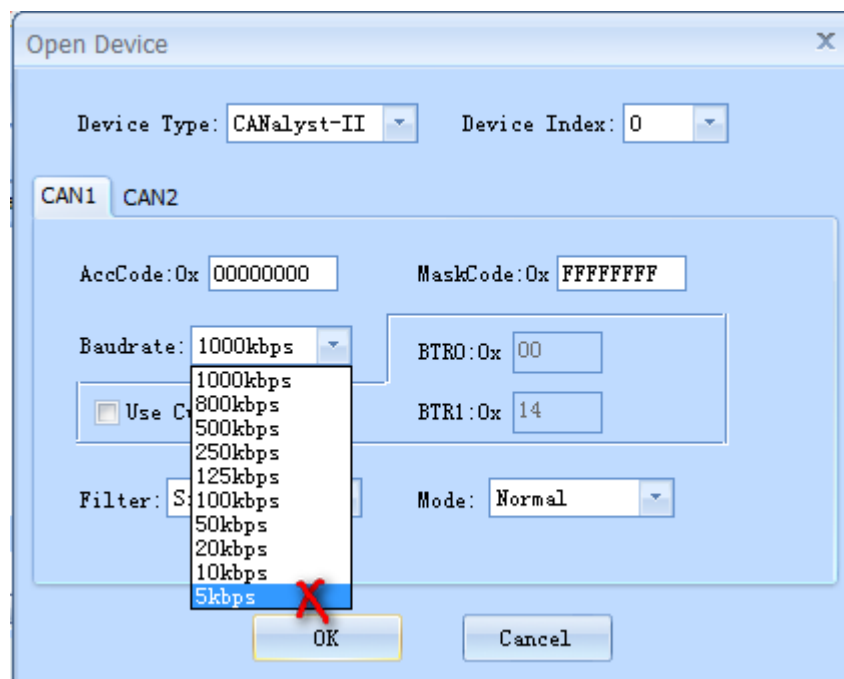 Open Device
Device Type: CANalyst-II Device Index: 0
CAN1 CAN2
AccCode:0x 00000000 MaskCode:0x FFFFFFFF
Baudrate: 1000kbps BTR0:0x 00
1000kbps
800kbps
Use BTR1:0x 14
500kbps
250kbps
125kbps
Filter: 100kbps Mode: Normal
50kbps
20kbps
10kbps
5kbps
OK Cancel